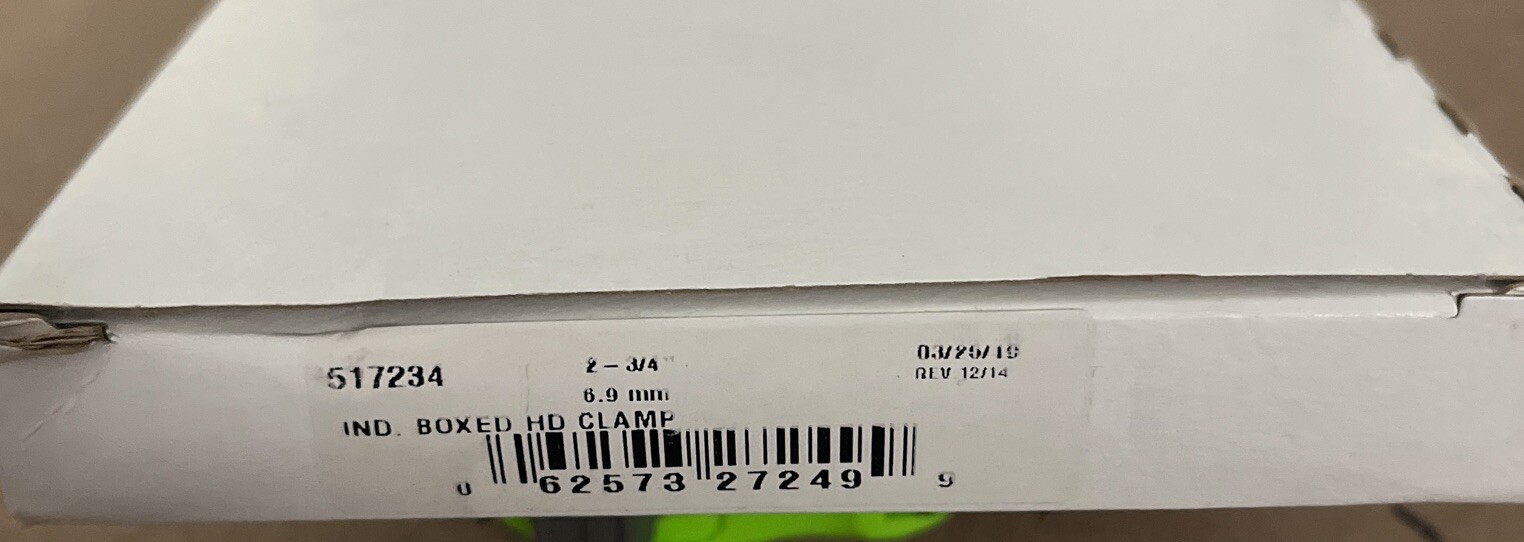 517234
2 - 3/4"
6.9 mm
03/25/19
REV 12/14
IND. BOXED HD CLAMP
0 62573 27249 9